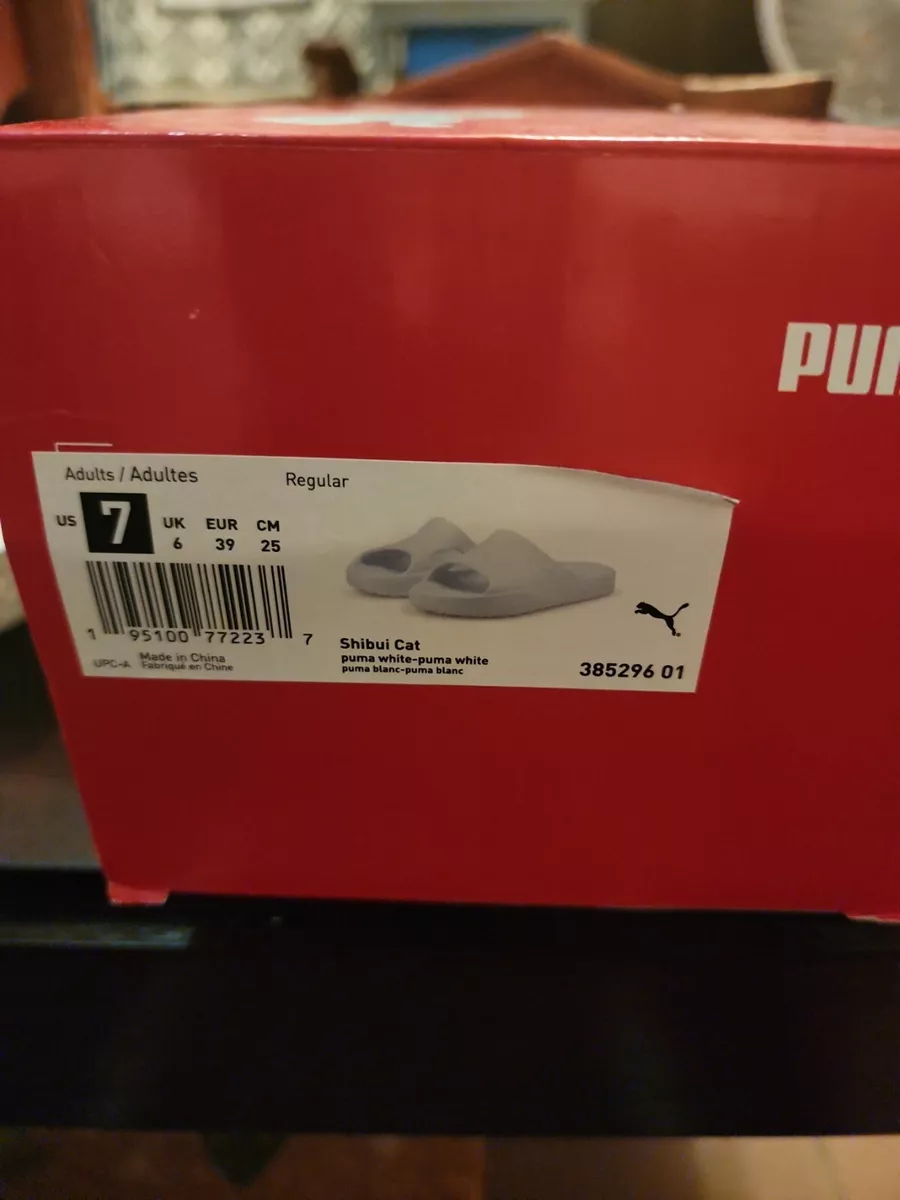 PU
Adults / Adultes Regular
US 7 UK 6 EUR 39 CM 25
1 95100 77223 7
UPC-A Made in China
Fabriqué en Chine
Shibui Cat
puma white-puma white
puma blanc-puma blanc
385296 01